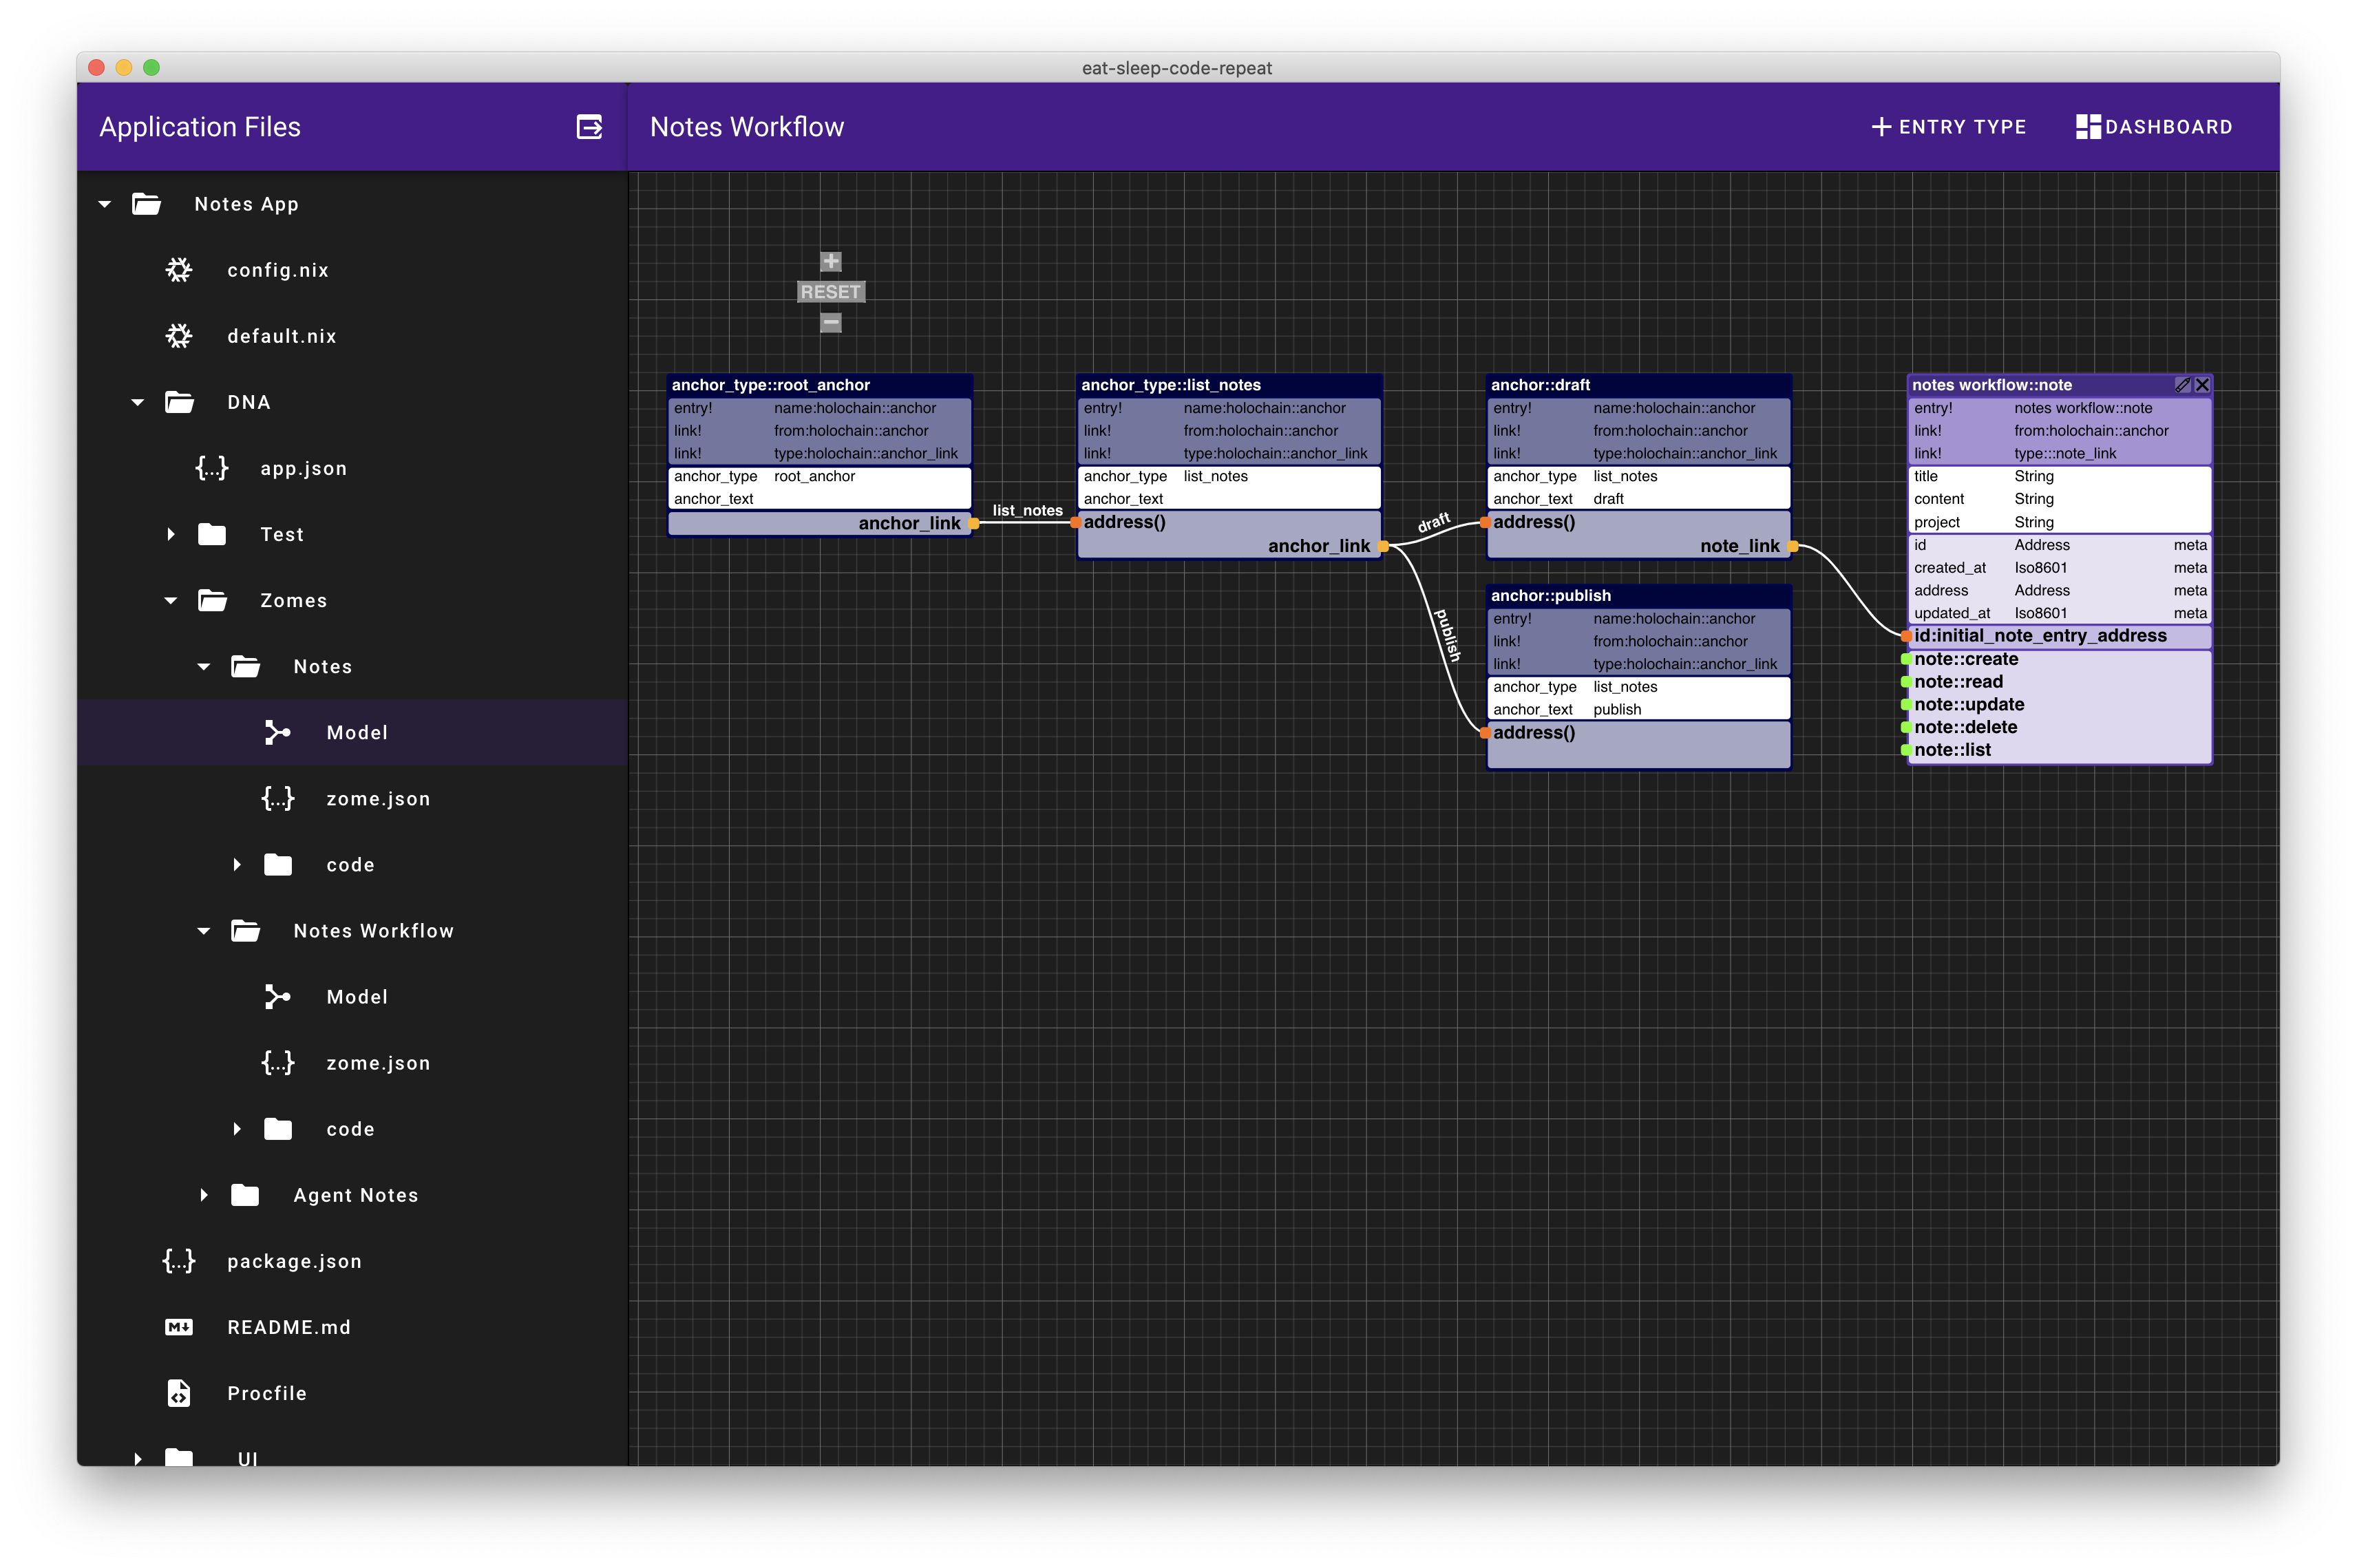 eat-sleep-code-repeat
Application Files
Notes Workflow
ENTRY TYPE
DASHBOARD
Notes App
config.nix
default.nix
DNA
{...} app.json
Test
Zomes
Notes
Model
{...} zome.json
code
Notes Workflow
Model
{...} zome.json
code
Agent Notes
{...} package.json
M README.md
Procfile
UI
+
RESET
−
anchor_type::root_anchor
entry! name:holochain::anchor
link! from:holochain::anchor
link! type:holochain::anchor_link
anchor_type root_anchor
anchor_text
anchor_link
list_notes
anchor_type::list_notes
entry! name:holochain::anchor
link! from:holochain::anchor
link! type:holochain::anchor_link
anchor_type list_notes
anchor_text
address()
anchor_link
draft
publish
anchor::draft
entry! name:holochain::anchor
link! from:holochain::anchor
link! type:holochain::anchor_link
anchor_type list_notes
anchor_text draft
address()
note_link
anchor::publish
entry! name:holochain::anchor
link! from:holochain::anchor
link! type:holochain::anchor_link
anchor_type list_notes
anchor_text publish
address()
notes workflow::note
entry! notes workflow::note
link! from:holochain::anchor
link! type:::note_link
title String
content String
project String
id Address meta
created_at Iso8601 meta
address Address meta
updated_at Iso8601 meta
id:initial_note_entry_address
note::create
note::read
note::update
note::delete
note::list